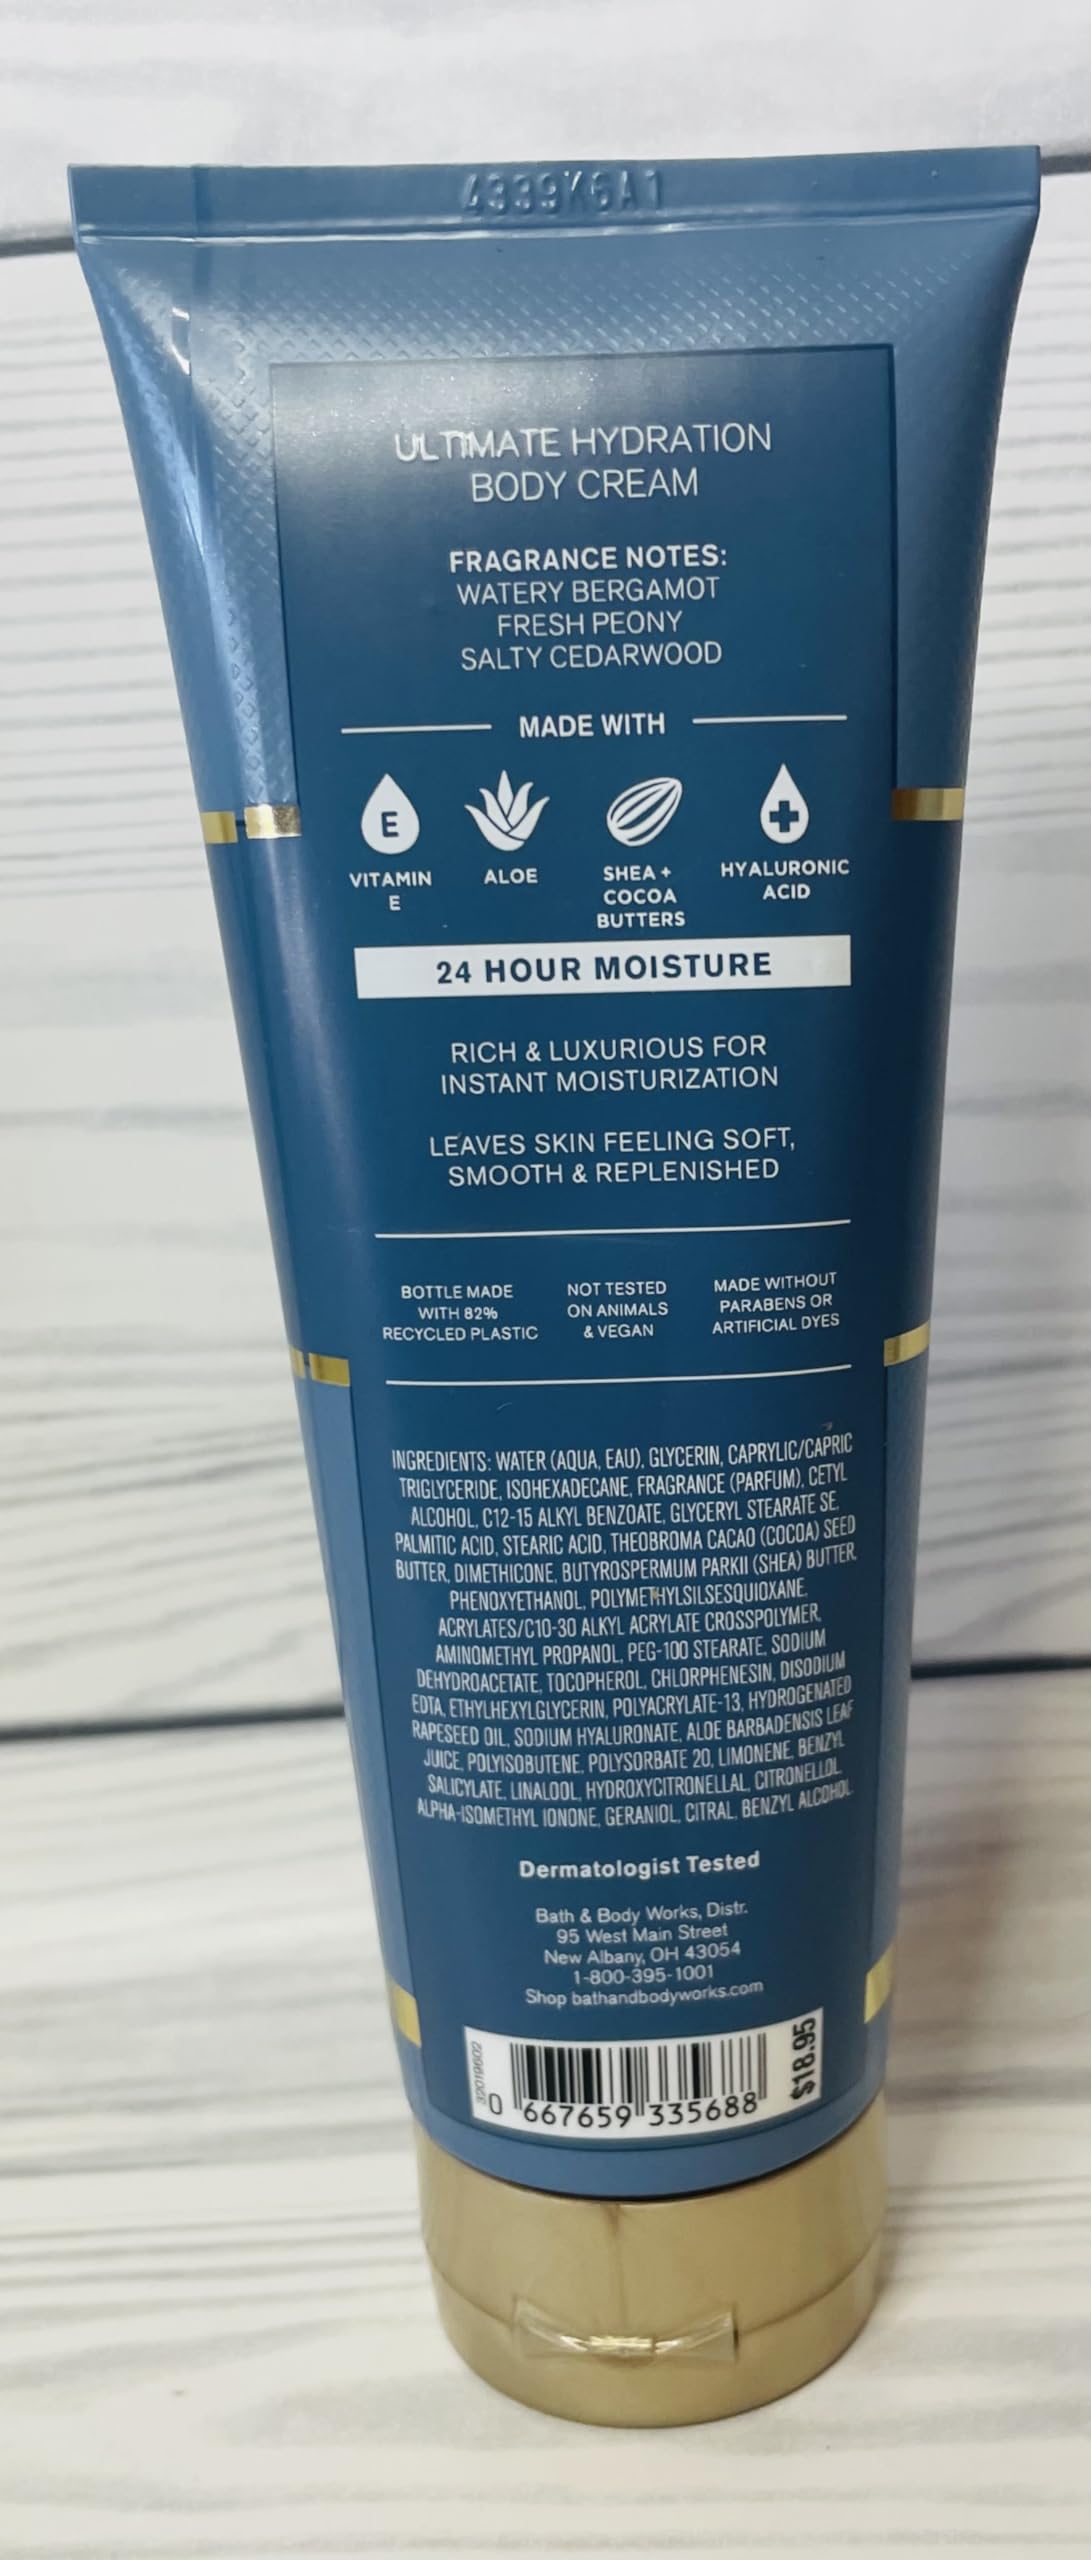 4339K6A1
ULTIMATE HYDRATION
BODY CREAM
FRAGRANCE NOTES:
WATERY BERGAMOT
FRESH PEONY
SALTY CEDARWOOD
MADE WITH
E
VITAMIN
E
ALOE
SHEA +
COCOA
BUTTERS
HYALURONIC
ACID
24 HOUR MOISTURE
RICH & LUXURIOUS FOR
INSTANT MOISTURIZATION
LEAVES SKIN FEELING SOFT,
SMOOTH & REPLENISHED
BOTTLE MADE
WITH 82%
RECYCLED PLASTIC
NOT TESTED
ON ANIMALS
& VEGAN
MADE WITHOUT
PARABENS OR
ARTIFICIAL DYES
INGREDIENTS: WATER (AQUA, EAU), GLYCERIN, CAPRYLIC/CAPRIC
TRIGLYCERIDE, ISOHEXADECANE, FRAGRANCE (PARFUM), CETYL
ALCOHOL, C12-15 ALKYL BENZOATE, GLYCERYL STEARATE SE,
PALMITIC ACID, STEARIC ACID, THEOBROMA CACAO (COCOA) SEED
BUTTER, DIMETHICONE, BUTYROSPERMUM PARKII (SHEA) BUTTER,
PHENOXYETHANOL, POLYMETHYLSILSESQUIOXANE,
ACRYLATES/C10-30 ALKYL ACRYLATE CROSSPOLYMER,
AMINOMETHYL PROPANOL, PEG-100 STEARATE, SODIUM
DEHYDROACETATE, TOCOPHEROL, CHLORPHENESIN, DISODIUM
EDTA, ETHYLHEXYLGLYCERIN, POLYACRYLATE-13, HYDROGENATED
RAPESEED OIL, SODIUM HYALURONATE, ALOE BARBADENSIS LEAF
JUICE, POLYISOBUTENE, POLYSORBATE 20, LIMONENE, BENZYL
SALICYLATE, LINALOOL, HYDROXYCITRONELLAL, CITRONELLOL,
ALPHA-ISOMETHYL IONONE, GERANIOL, CITRAL, BENZYL ALCOHOL
Dermatologist Tested
Bath & Body Works, Distr.
95 West Main Street
New Albany, OH 43054
1-800-395-1001
Shop bathandbodyworks.com
32019602
0 667659 335688
$18.95